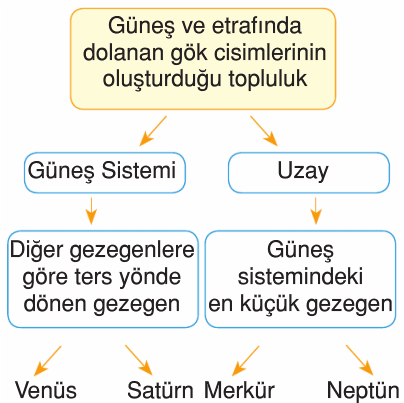 Güneş ve etrafında
dolanan gök cisimlerinin
oluşturduğu topluluk
Güneş Sistemi
Uzay
Diğer gezegenlere
göre ters yönde
dönen gezegen
Güneş
sistemindeki
en küçük gezegen
Venüs
Satürn
Merkür
Neptün